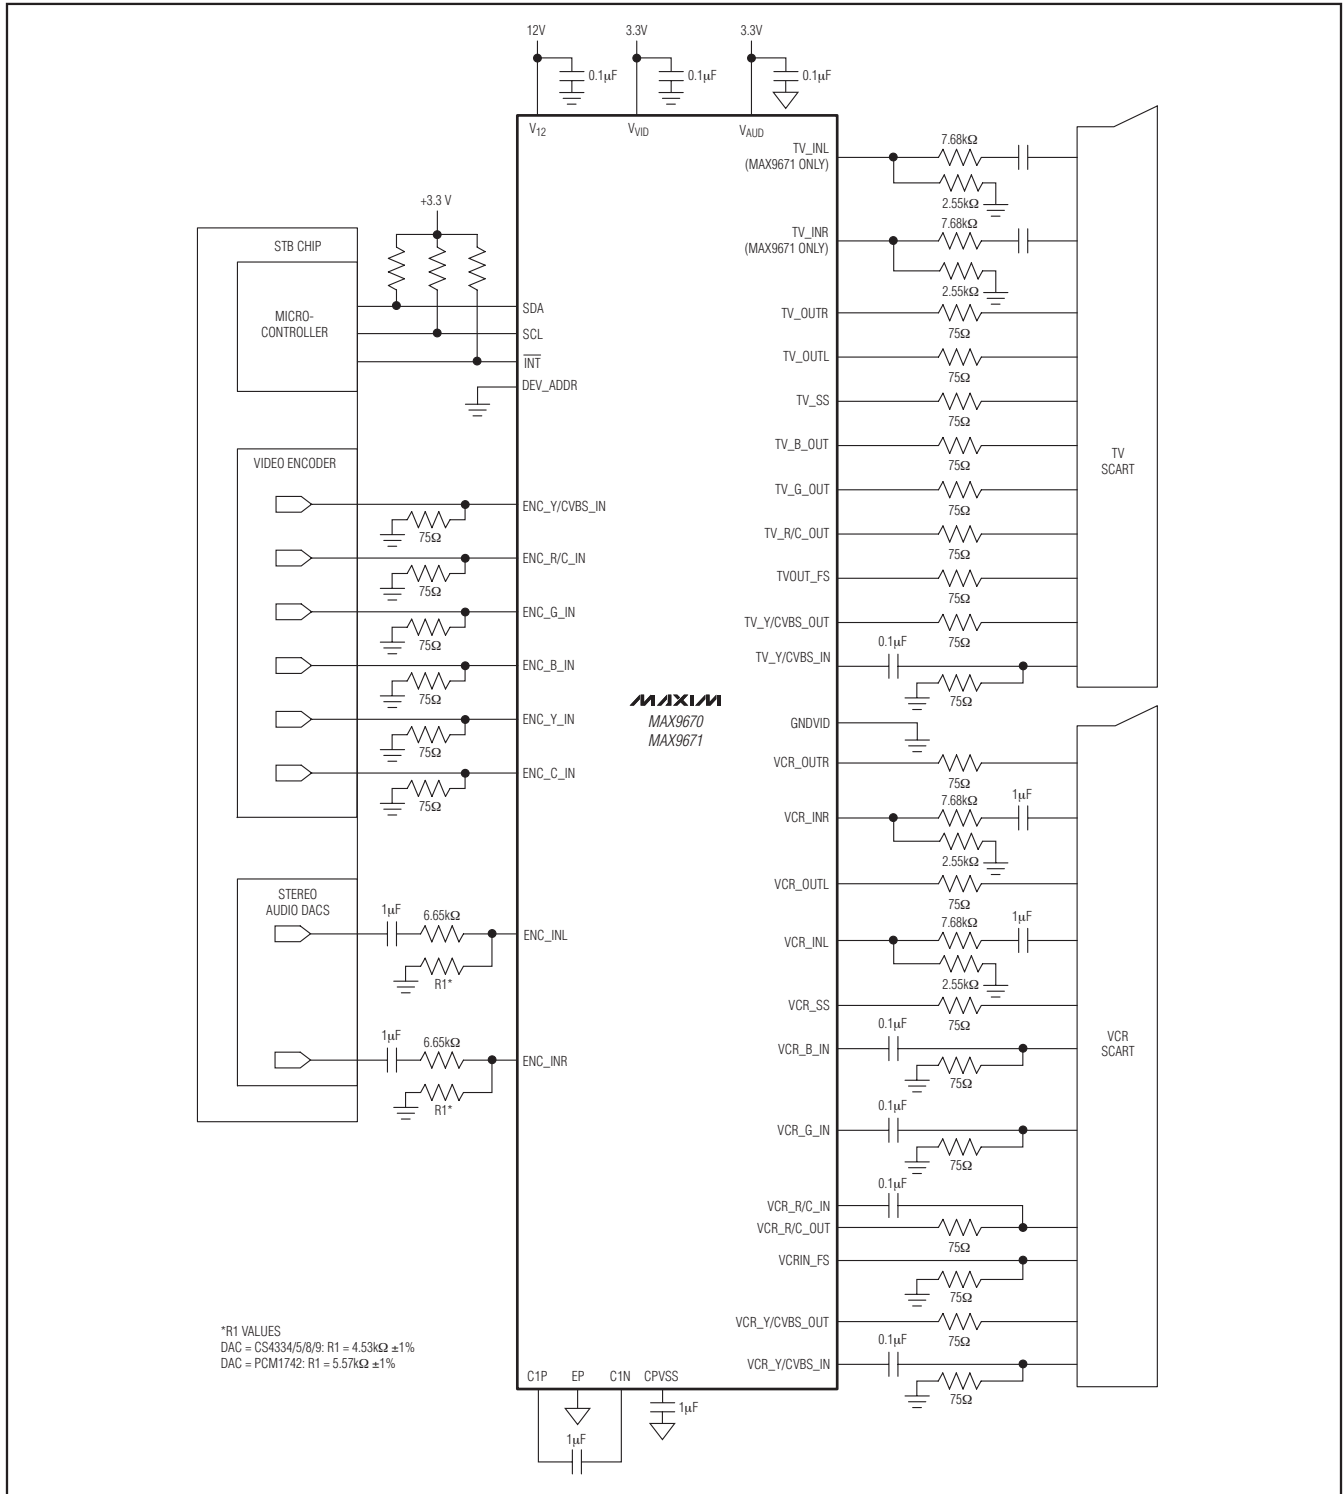 12V
3.3V
3.3V
0.1µF
0.1µF
0.1µF
V12
VVID
VAUD
TV_INL
(MAX9671 ONLY)
7.68kΩ
2.55kΩ
TV_INR
(MAX9671 ONLY)
7.68kΩ
2.55kΩ
+3.3 V
STB CHIP
MICRO-
CONTROLLER
SDA
SCL
INT
DEV_ADDR
TV_OUTR
75Ω
TV_OUTL
75Ω
TV_SS
75Ω
TV_B_OUT
75Ω
TV_G_OUT
75Ω
TV_R/C_OUT
75Ω
TVOUT_FS
75Ω
TV_Y/CVBS_OUT
75Ω
TV_Y/CVBS_IN
0.1µF
75Ω
TV
SCART
VIDEO ENCODER
ENC_Y/CVBS_IN
75Ω
ENC_R/C_IN
75Ω
ENC_G_IN
75Ω
ENC_B_IN
75Ω
ENC_Y_IN
75Ω
ENC_C_IN
75Ω
MAXIM
MAX9670
MAX9671
GNDVID
VCR_OUTR
75Ω
VCR_INR
7.68kΩ
1µF
2.55kΩ
VCR_OUTL
75Ω
VCR_INL
7.68kΩ
1µF
2.55kΩ
VCR_SS
75Ω
VCR_B_IN
0.1µF
75Ω
VCR_G_IN
0.1µF
75Ω
VCR_R/C_IN
0.1µF
VCR_R/C_OUT
75Ω
VCRIN_FS
75Ω
VCR_Y/CVBS_OUT
75Ω
VCR_Y/CVBS_IN
0.1µF
75Ω
VCR
SCART
STEREO
AUDIO DACS
1µF
6.65kΩ
ENC_INL
R1*
1µF
6.65kΩ
ENC_INR
R1*
*R1 VALUES
DAC = CS4334/5/8/9: R1 = 4.53kΩ ±1%
DAC = PCM1742: R1 = 5.57kΩ ±1%
C1P
EP
C1N
CPVSS
1µF
1µF